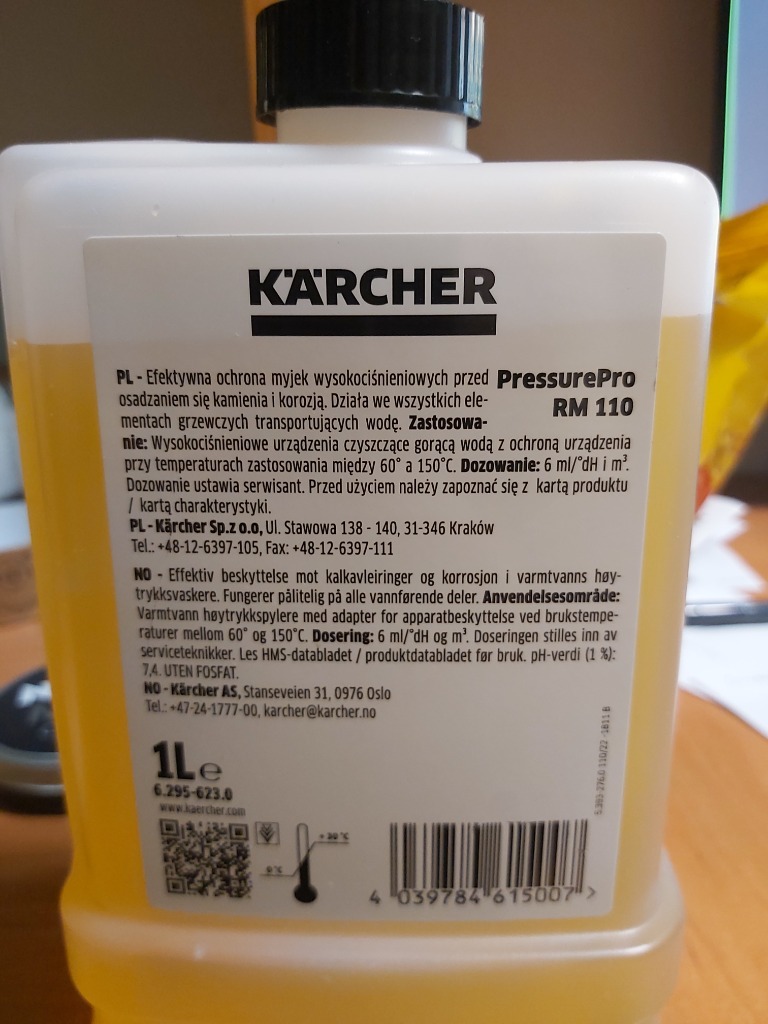 KÄRCHER
PL - Efektywna ochrona myjek wysokociśnieniowych przed
osadzaniem się kamienia i korozją. Działa we wszystkich ele-
mentach grzewczych transportujących wodę. Zastosowa-
nie: Wysokociśnieniowe urządzenia czyszczące gorącą wodą z ochroną urządzenia
przy temperaturach zastosowania między 60° a 150°C. Dozowanie: 6 ml/°dH i m³.
Dozowanie ustawia serwisant. Przed użyciem należy zapoznać się z kartą produktu
/ kartą charakterystyki.
PL - Kärcher Sp.z o.o, Ul. Stawowa 138 - 140, 31-346 Kraków
Tel.: +48-12-6397-105, Fax: +48-12-6397-111
PressurePro
RM 110
NO - Effektiv beskyttelse mot kalkavleiringer og korrosjon i varmtvanns høy-
trykksvaskere. Fungerer pålitelig på alle vannførende deler. Anvendelsesområde:
Varmtvann høytrykkspylere med adapter for apparatbeskyttelse ved brukstempe-
raturer mellom 60° og 150°C. Dosering: 6 ml/°dH og m³. Doseringen stilles inn av
serviceteknikker. Les HMS-datablad​et / produktdatabladet før bruk. pH-verdi (1 %):
7,4. UTEN FOSFAT.
NO - Kärcher AS, Stanseveien 31, 0976 Oslo
Tel.: +47-24-1777-00, karcher@karcher.no
1L e
6.295-623.0
www.kaercher.com
0 °C
+ 30 °C
4 039784 615007 >